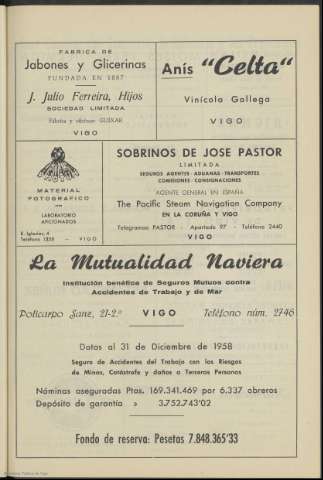 FABRICA DE
Jabones y Glicerinas
FUNDADA EN 1887
J. Julio Ferreira, Hijos
SOCIEDAD LIMITADA
Fábrica y oficinas: GUIXAR
VIGO
Anís "Celta"
Vinícola Gallega
VIGO
MATERIAL
FOTOGRAFICO
LABORATORIO
AFICIONADOS
VIGO
SOBRINOS DE JOSE PASTOR
LIMITADA
SEGUROS AGENTES - ADUANAS - TRANSPORTES
COMISIONES - CONSIGNACIONES
AGENTE GENERAL EN ESPAÑA
The Pacific Steam Navigation Company
EN LA CORUÑA Y VIGO
Telegramas PASTOR - Apartado 27 - Teléfono 2440
VIGO
La Mutualidad Naviera
Institución benéfica de Seguros Mutuos contra
Accidentes de Trabajo y de Mar
Policarpo Sanz, 21-2.º VIGO Teléfono núm. 2746
Datos al 31 de Diciembre de 1958
Seguro de Accidentes del Trabajo con los Riesgos
de Minas, Catástrofe y daños a Terceras Personas
Nóminas aseguradas Ptas. 169.341.469 por 6.337 obreros
Depósito de garantía » 3.752.743'02
Fondo de reserva: Pesetas 7.848.365'33